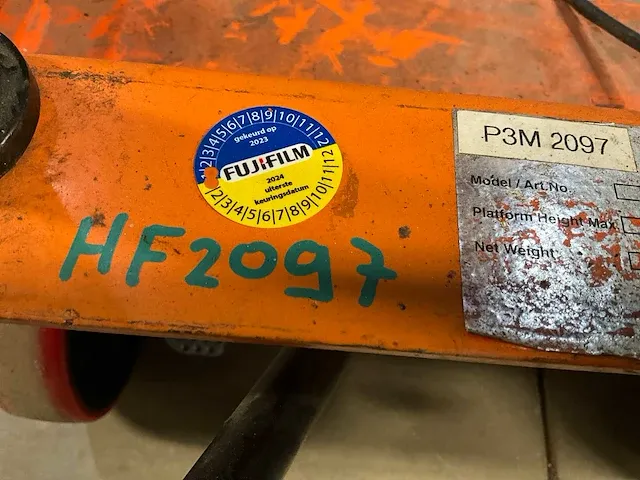 1|2|3|4|5|6|7|8|9|10|11|12
gekeurd op
2023
FUJIFILM
2024
uiterste
keuringsdatum
1|2|3|4|5|6|7|8|9|10|11|12
HF2097
P3M 2097
Model / Art.No.
Platform Height Max.
Net Weight